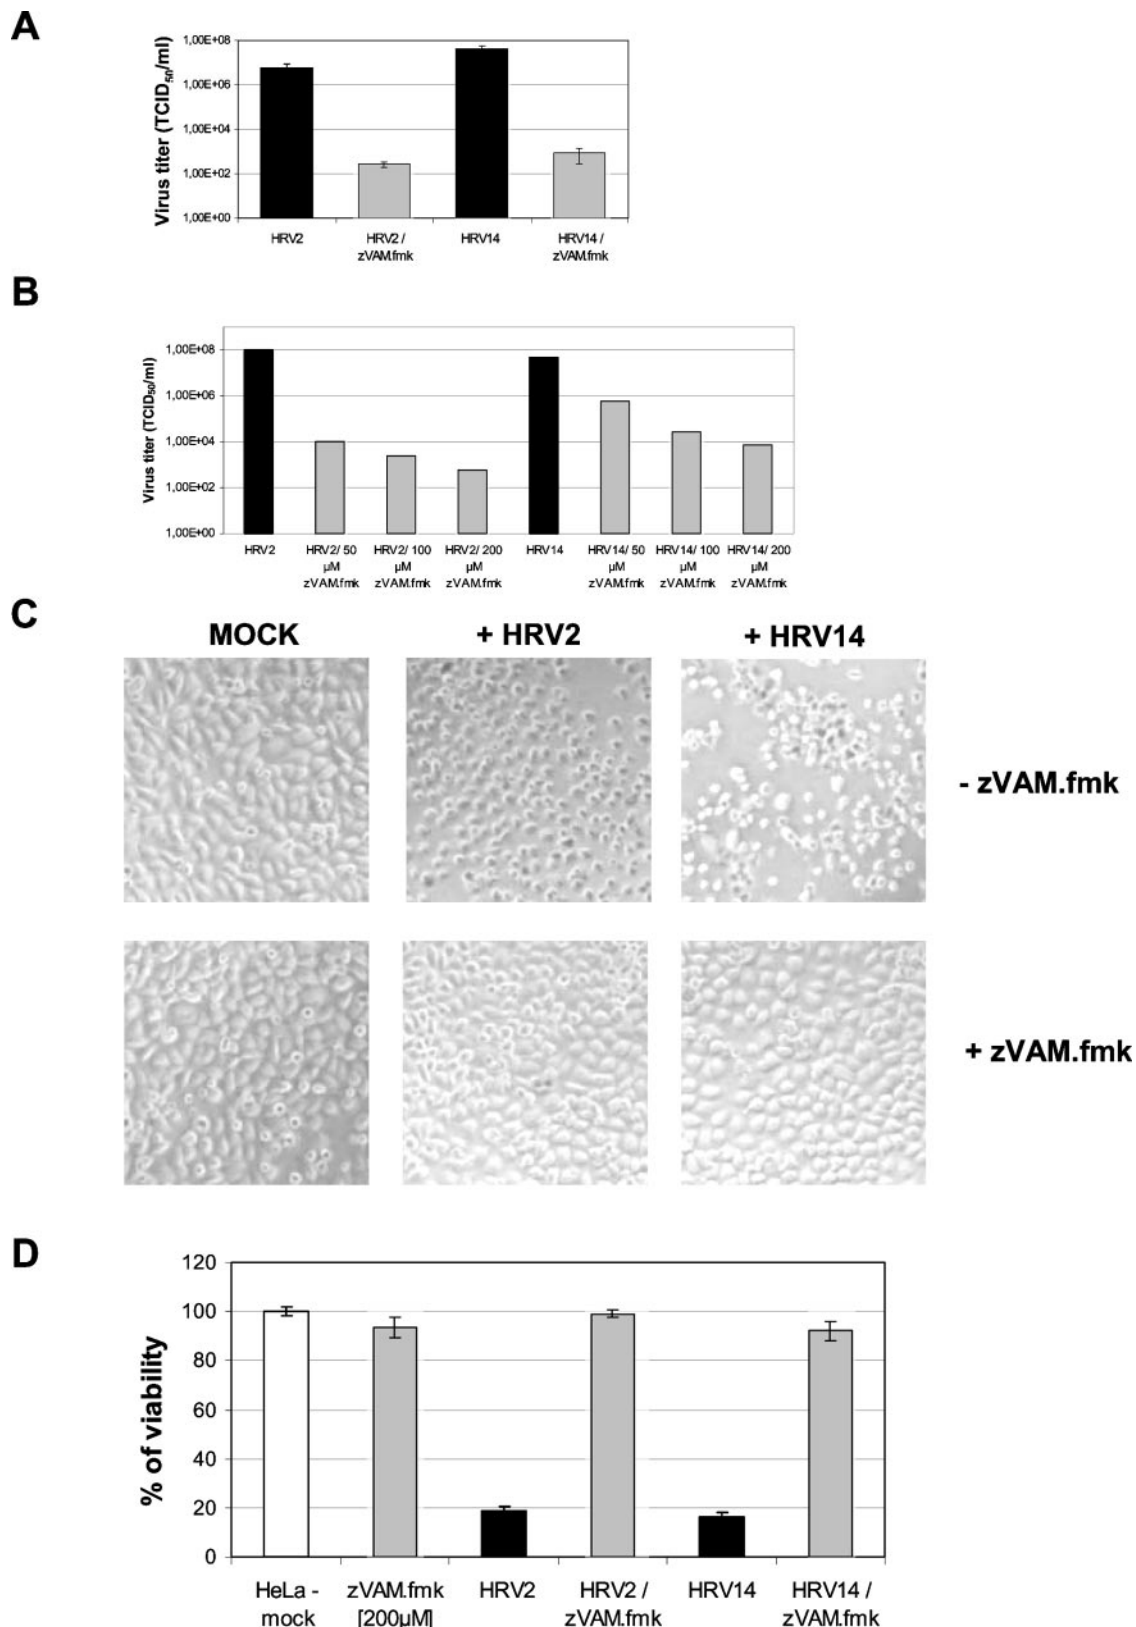 A
Virus titer (TCID50/ml)
1,00E+08
1,00E+06
1,00E+04
1,00E+02
1,00E+00
HRV2
HRV2 /
zVAM.fmk
HRV14
HRV14 /
zVAM.fmk
B
Virus titer (TCID50/ml)
1,00E+08
1,00E+06
1,00E+04
1,00E+02
1,00E+00
HRV2
HRV2/ 50
µM
zVAM.fmk
HRV2/ 100
µM
zVAM.fmk
HRV2/ 200
µM
zVAM.fmk
HRV14
HRV14/ 50
µM
zVAM.fmk
HRV14/ 100
µM
zVAM.fmk
HRV14/ 200
µM
zVAM.fmk
C
MOCK
+ HRV2
+ HRV14
- zVAM.fmk
+ zVAM.fmk
D
% of viability
120
100
80
60
40
20
0
HeLa -
mock
zVAM.fmk
[200µM]
HRV2
HRV2 /
zVAM.fmk
HRV14
HRV14 /
zVAM.fmk